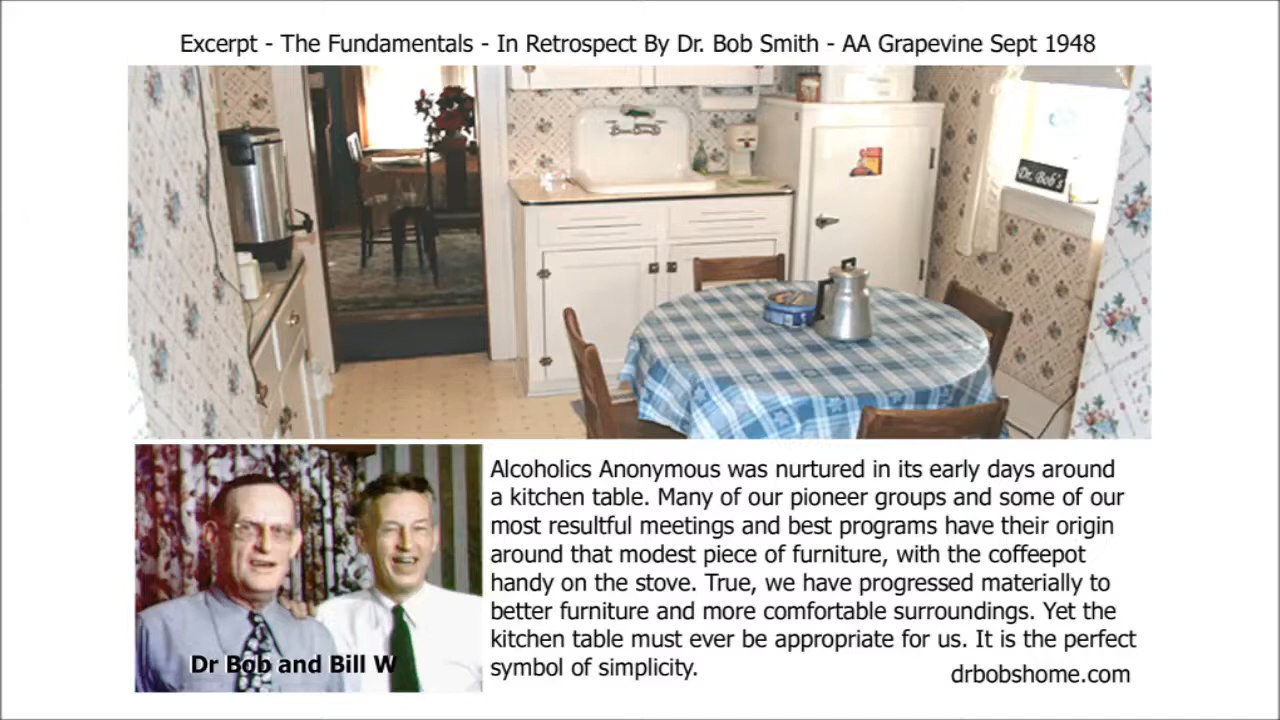 Excerpt - The Fundamentals - In Retrospect By Dr. Bob Smith - AA Grapevine Sept 1948
Dr. Bob's
Alcoholics Anonymous was nurtured in its early days around
a kitchen table. Many of our pioneer groups and some of our
most resultful meetings and best programs have their origin
around that modest piece of furniture, with the coffeepot
handy on the stove. True, we have progressed materially to
better furniture and more comfortable surroundings. Yet the
kitchen table must ever be appropriate for us. It is the perfect
symbol of simplicity.
Dr Bob and Bill W
drbobshome.com